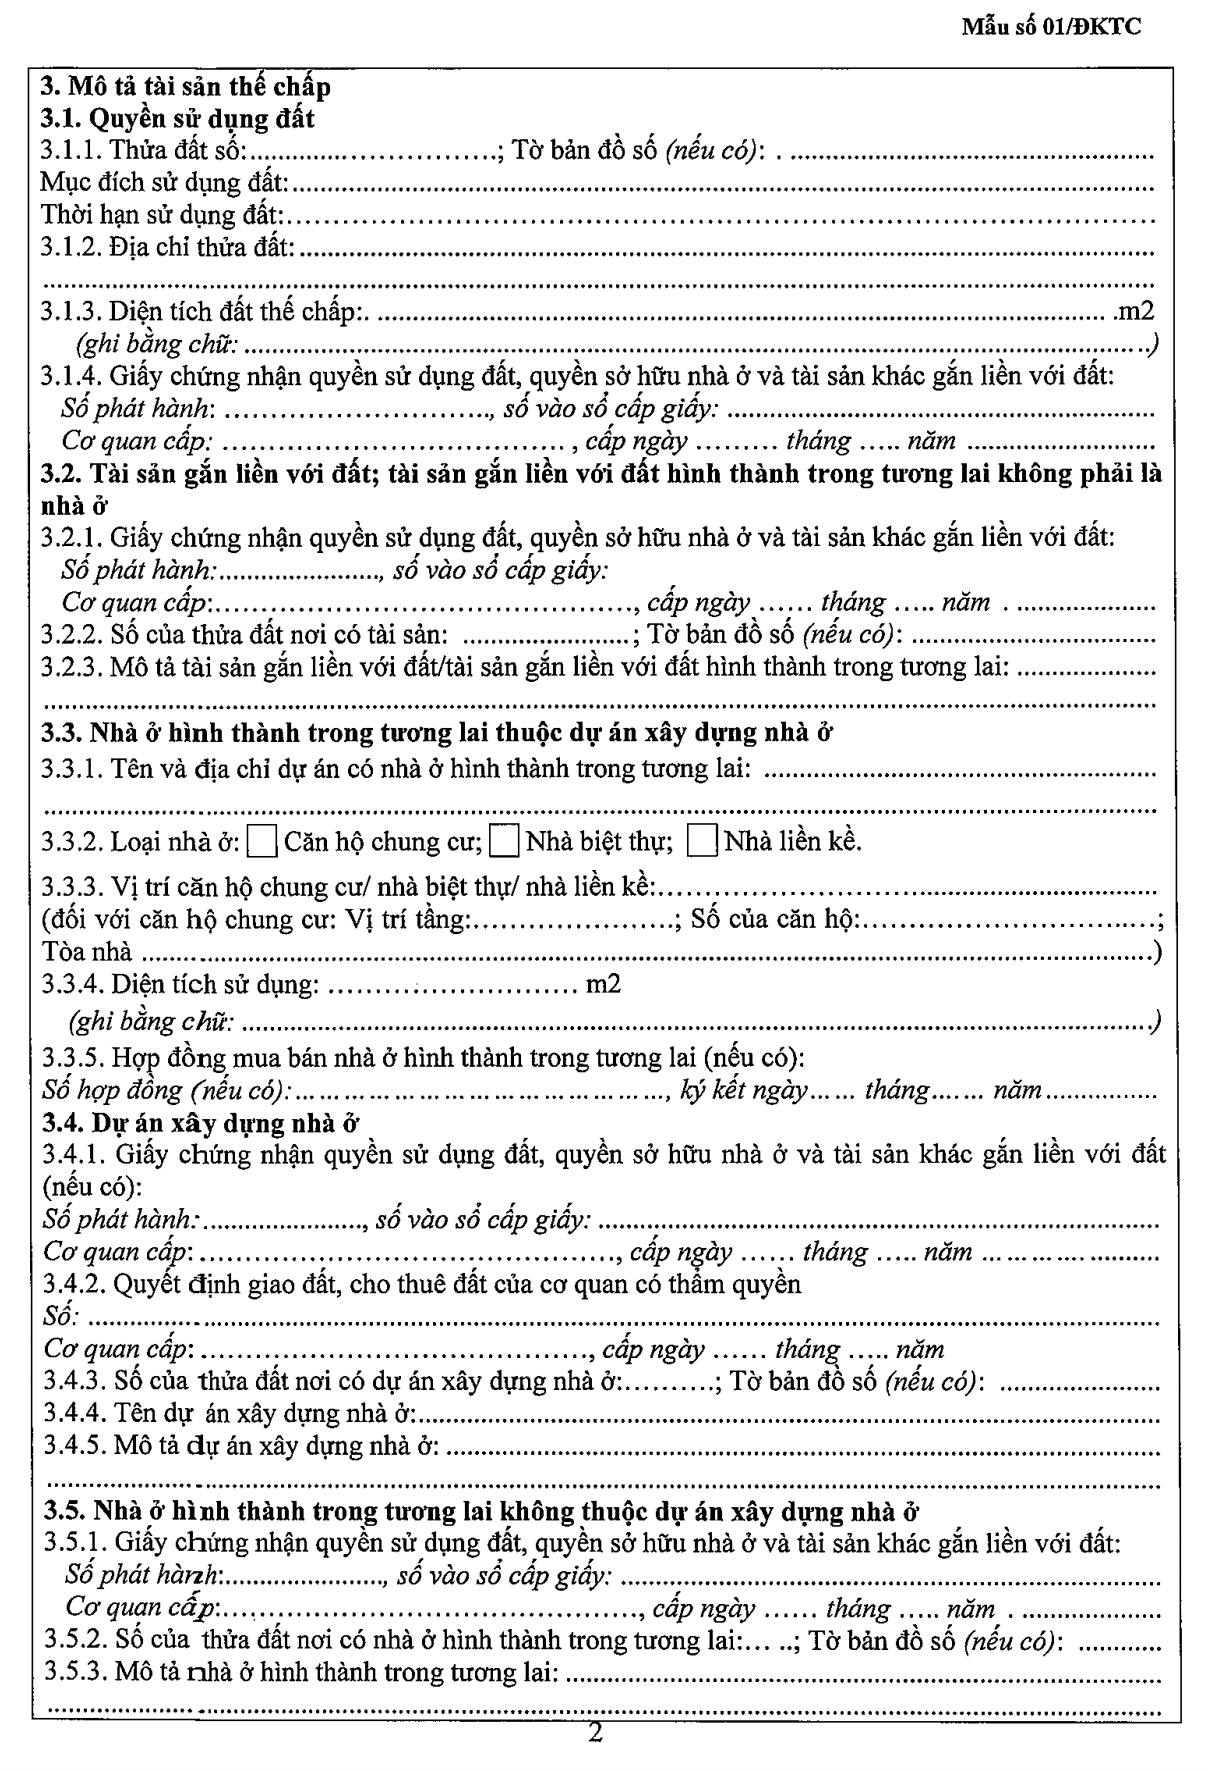 Mẫu số 01/ĐKTC
3. Mô tả tài sản thế chấp
3.1. Quyền sử dụng đất
3.1.1. Thửa đất số:................................; Tờ bản đồ số (nếu có): . ....................................................
Mục đích sử dụng đất:..............................................................................................................
Thời hạn sử dụng đất:..............................................................................................................
3.1.2. Địa chỉ thửa đất:.............................................................................................................
..................................................................................................................................................
3.1.3. Diện tích đất thế chấp:. .............................................................................................. .m2
(ghi bằng chữ: ....................................................................................................................)
3.1.4. Giấy chứng nhận quyền sử dụng đất, quyền sở hữu nhà ở và tài sản khác gắn liền với đất:
Số phát hành: ................................, số vào sổ cấp giấy: ......................................................
Cơ quan cấp: ........................................ , cấp ngày ......... tháng ..... năm ...........................
3.2. Tài sản gắn liền với đất; tài sản gắn liền với đất hình thành trong tương lai không phải là
nhà ở
3.2.1. Giấy chứng nhận quyền sử dụng đất, quyền sở hữu nhà ở và tài sản khác gắn liền với đất:
Số phát hành:......................., số vào sổ cấp giấy:
Cơ quan cấp:.............................................., cấp ngày ...... tháng ..... năm . ....................
3.2.2. Số của thửa đất nơi có tài sản: ........................; Tờ bản đồ số (nếu có): ...................................
3.2.3. Mô tả tài sản gắn liền với đất/tài sản gắn liền với đất hình thành trong tương lai: ....................
..................................................................................................................................................
3.3. Nhà ở hình thành trong tương lai thuộc dự án xây dựng nhà ở
3.3.1. Tên và địa chỉ dự án có nhà ở hình thành trong tương lai: ........................................................
..................................................................................................................................................
3.3.2. Loại nhà ở: □ Căn hộ chung cư; □ Nhà biệt thự; □ Nhà liền kề.
3.3.3. Vị trí căn hộ chung cư/ nhà biệt thự/ nhà liền kề:..............................................................
(đối với căn hộ chung cư: Vị trí tầng:........................; Số của căn hộ:..................................;
Tòa nhà ..............................................................................................................................)
3.3.4. Diện tích sử dụng: ............................. m2
(ghi bằng chữ: ....................................................................................................................)
3.3.5. Hợp đồng mua bán nhà ở hình thành trong tương lai (nếu có):
Số hợp đồng (nếu có):.............................................., ký kết ngày...... tháng....... năm................
3.4. Dự án xây dựng nhà ở
3.4.1. Giấy chứng nhận quyền sử dụng đất, quyền sở hữu nhà ở và tài sản khác gắn liền với đất
(nếu có):
Số phát hành:......................., số vào sổ cấp giấy: ......................................................................
Cơ quan cấp:.............................................., cấp ngày ...... tháng ..... năm ......................
3.4.2. Quyết định giao đất, cho thuê đất của cơ quan có thẩm quyền
Số: ............................................................................................................................................
Cơ quan cấp: ............................................, cấp ngày ...... tháng ..... năm
3.4.3. Số của thửa đất nơi có dự án xây dựng nhà ở:..........; Tờ bản đồ số (nếu có): .......................
3.4.4. Tên dự án xây dựng nhà ở:..............................................................................................
3.4.5. Mô tả dự án xây dựng nhà ở: ...........................................................................................
..................................................................................................................................................
3.5. Nhà ở hình thành trong tương lai không thuộc dự án xây dựng nhà ở
3.5.1. Giấy chứng nhận quyền sử dụng đất, quyền sở hữu nhà ở và tài sản khác gắn liền với đất:
Số phát hành:......................., số vào sổ cấp giấy: ...................................................................
Cơ quan cấp:.............................................., cấp ngày ...... tháng ..... năm . ....................
3.5.2. Số của thửa đất nơi có nhà ở hình thành trong tương lai:... ..; Tờ bản đồ số (nếu có): ............
3.5.3. Mô tả nhà ở hình thành trong tương lai: ...........................................................................
..................................................................................................................................................
2